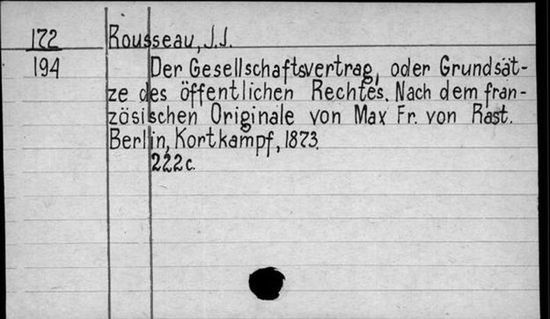 172 Rousseau, J.J.
194 Der Gesellschaftsvertrag, oder Grundsät-
ze des öffentlichen Rechtes. Nach dem fran-
zösischen Originale von Max Fr. von Rast.
Berlin, Kortkampf, 1873.
222 c.